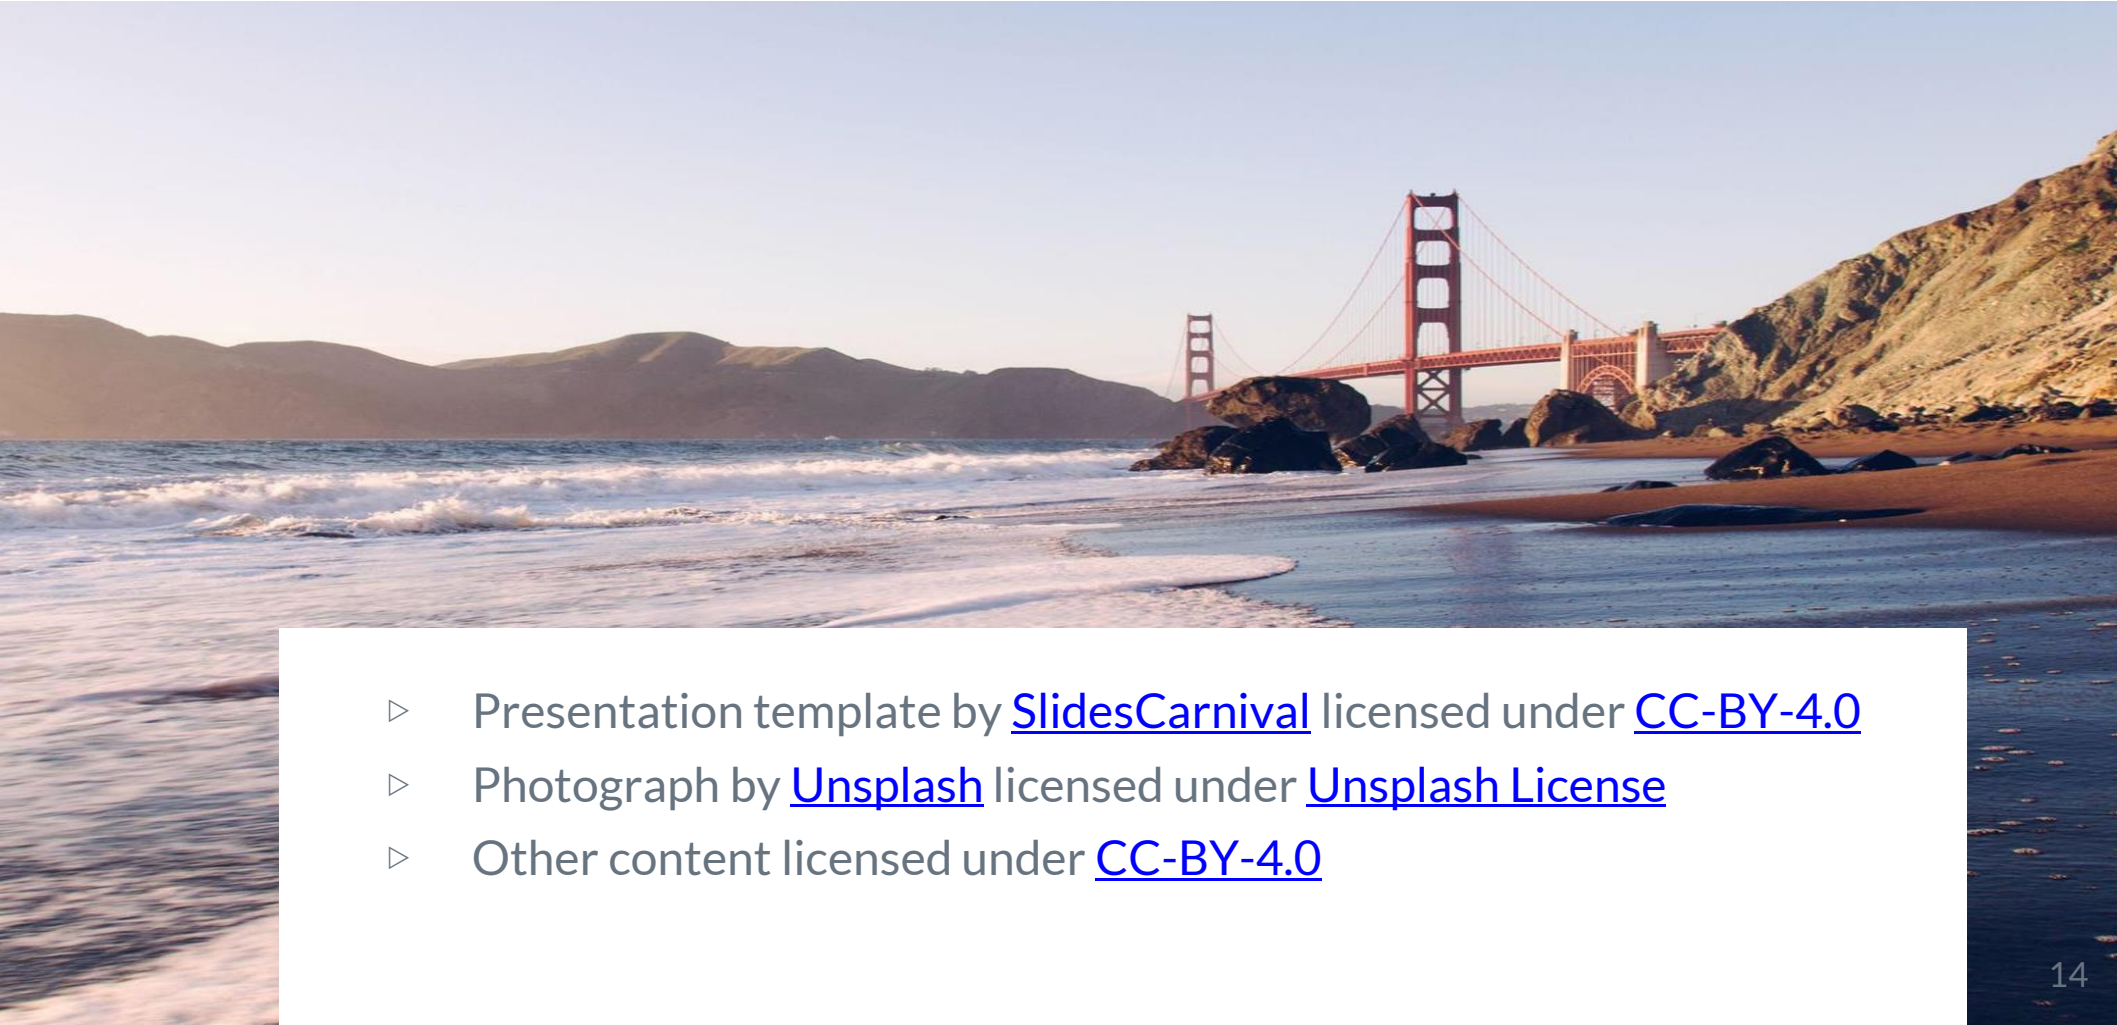 ▷ Presentation template by SlidesCarnival licensed under CC-BY-4.0
▷ Photograph by Unsplash licensed under Unsplash License
▷ Other content licensed under CC-BY-4.0
14